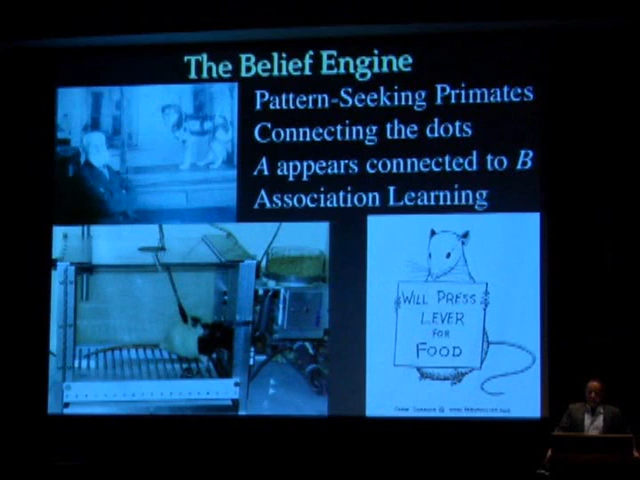 The Belief Engine
Pattern-Seeking Primates
Connecting the dots
A appears connected to B
Association Learning
WILL PRESS
LEVER
FOR
FOOD